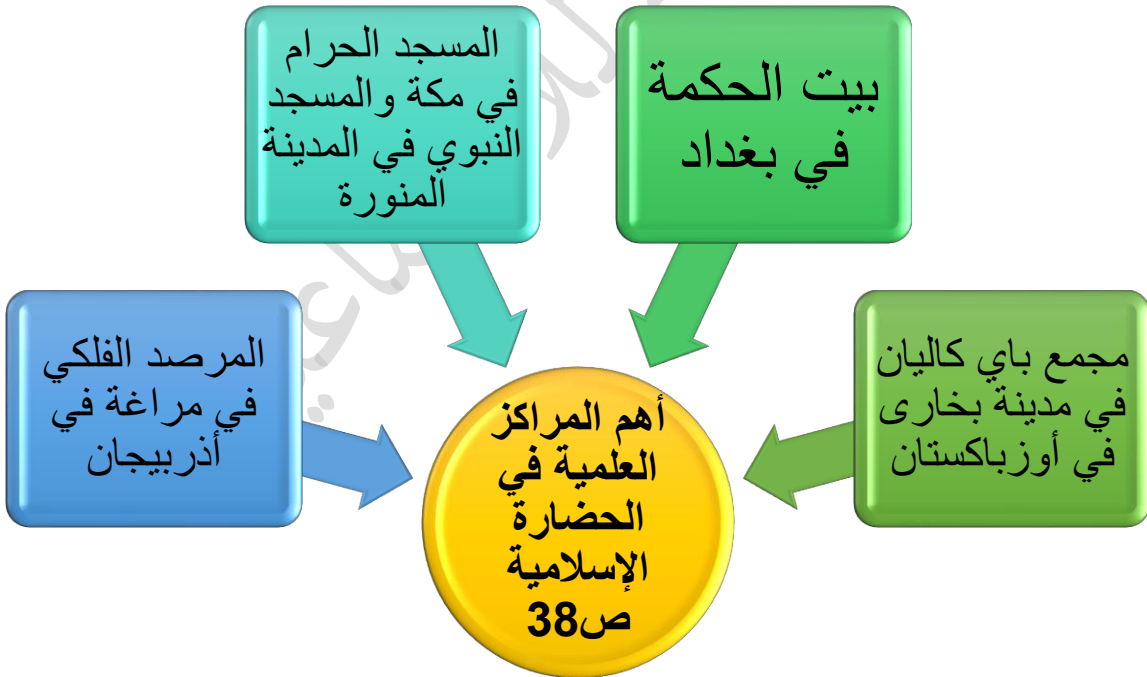 بيت الحكمة
في بغداد
المسجد الحرام
في مكة والمسجد
النبوي في المدينة
المنورة
مجمع باي كاليان
في مدينة بخارى
في أوزباكستان
المرصد الفلكي
في مراغة في
أذربيجان
أهم المراكز
العلمية في
الحضارة
الإسلامية
ص38